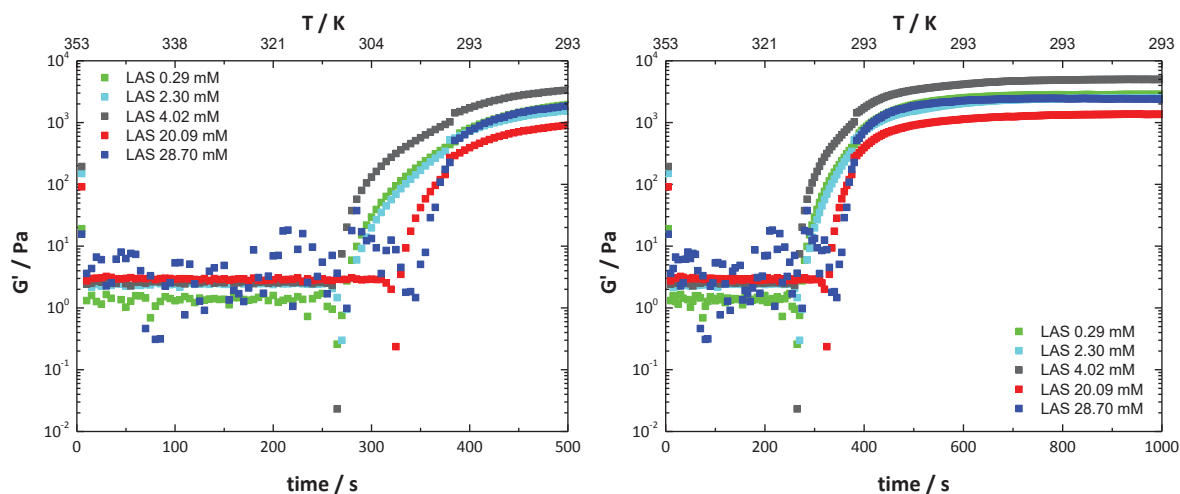 T / K
353 338 321 304 293 293
10^4
10^3
10^2
10^1
10^0
10^-1
10^-2
G' / Pa
LAS 0.29 mM
LAS 2.30 mM
LAS 4.02 mM
LAS 20.09 mM
LAS 28.70 mM
0 100 200 300 400 500
time / s
T / K
353 321 293 293 293 293
10^4
10^3
10^2
10^1
10^0
10^-1
10^-2
G' / Pa
LAS 0.29 mM
LAS 2.30 mM
LAS 4.02 mM
LAS 20.09 mM
LAS 28.70 mM
0 200 400 600 800 1000
time / s